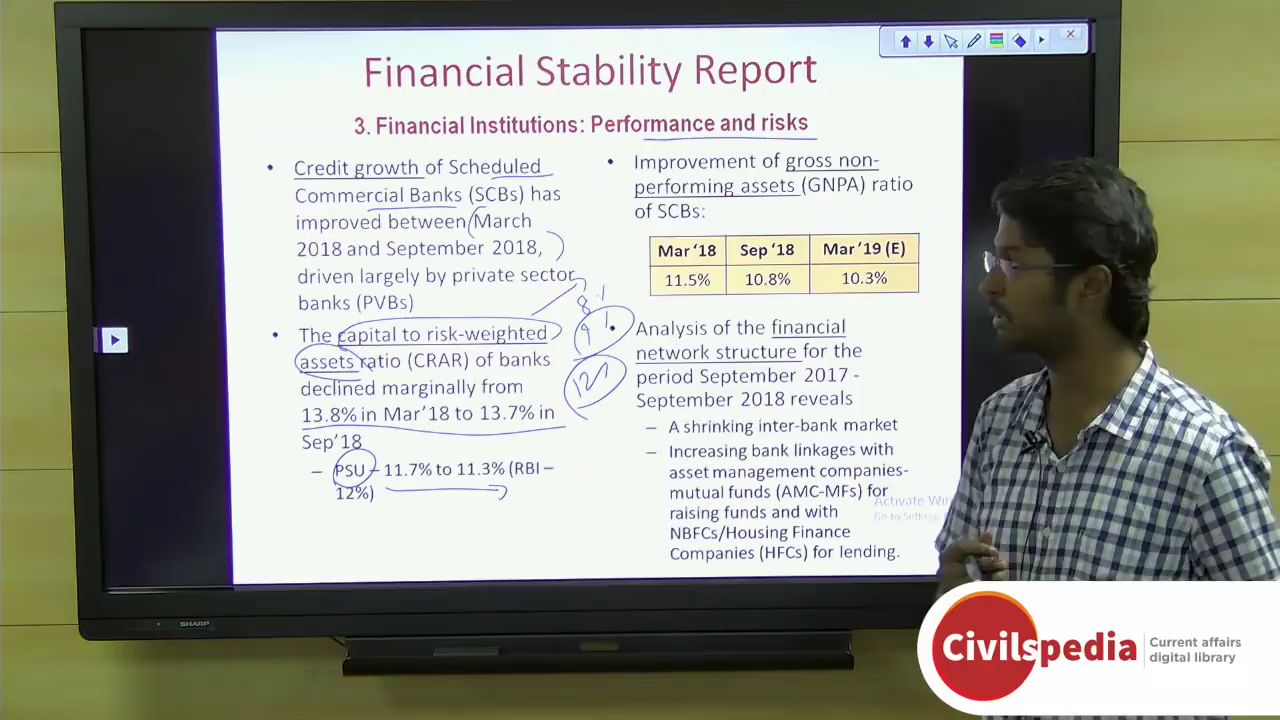 Financial Stability Report
3. Financial Institutions: Performance and risks
• Credit growth of Scheduled
Commercial Banks (SCBs) has
improved between March
2018 and September 2018,
driven largely by private sector
banks (PVBs)
• The capital to risk-weighted
assets ratio (CRAR) of banks
declined marginally from
13.8% in Mar'18 to 13.7% in
Sep'18
– PSU – 11.7% to 11.3% (RBI –
12%)
• Improvement of gross non-
performing assets (GNPA) ratio
of SCBs:
Mar '18 Sep '18 Mar '19 (E)
11.5% 10.8% 10.3%
• Analysis of the financial
network structure for the
period September 2017 -
September 2018 reveals
– A shrinking inter-bank market
– Increasing bank linkages with
asset management companies-
mutual funds (AMC-MFs) for
raising funds and with
NBFCs/Housing Finance
Companies (HFCs) for lending.
Activate Win
SHARP
Civilspedia
Current affairs
digital library